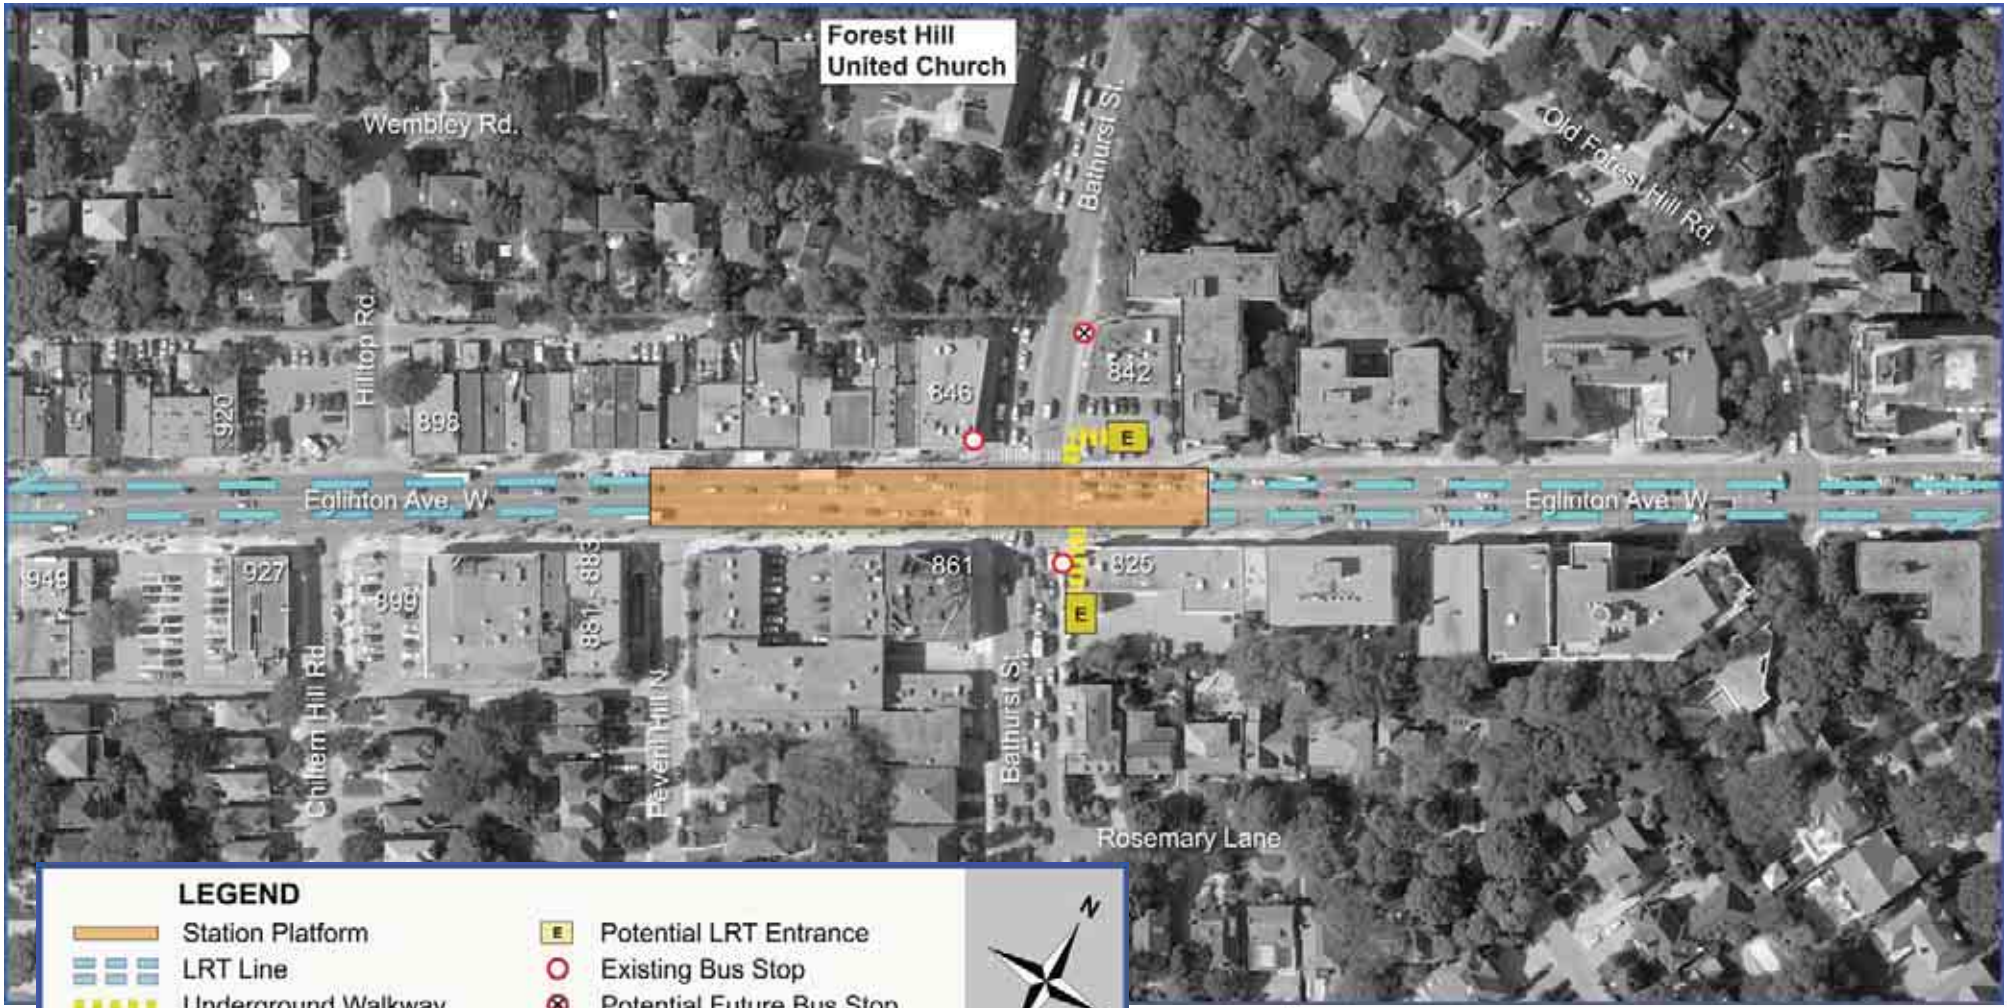 Forest Hill
United Church
Wembley Rd.
Bathurst St.
Old Forest Hill Rd.
Hilltop Rd.
842
846
920
898
E
Eglinton Ave. W.
Eglinton Ave. W.
949
927
899
881 - 883
861
825
E
Chiltern Hill Rd.
Peveril Hill N.
Bathurst St.
Rosemary Lane
LEGEND
Station Platform
LRT Line
Underground Walkway
E Potential LRT Entrance
Existing Bus Stop
Potential Future Bus Stop
N